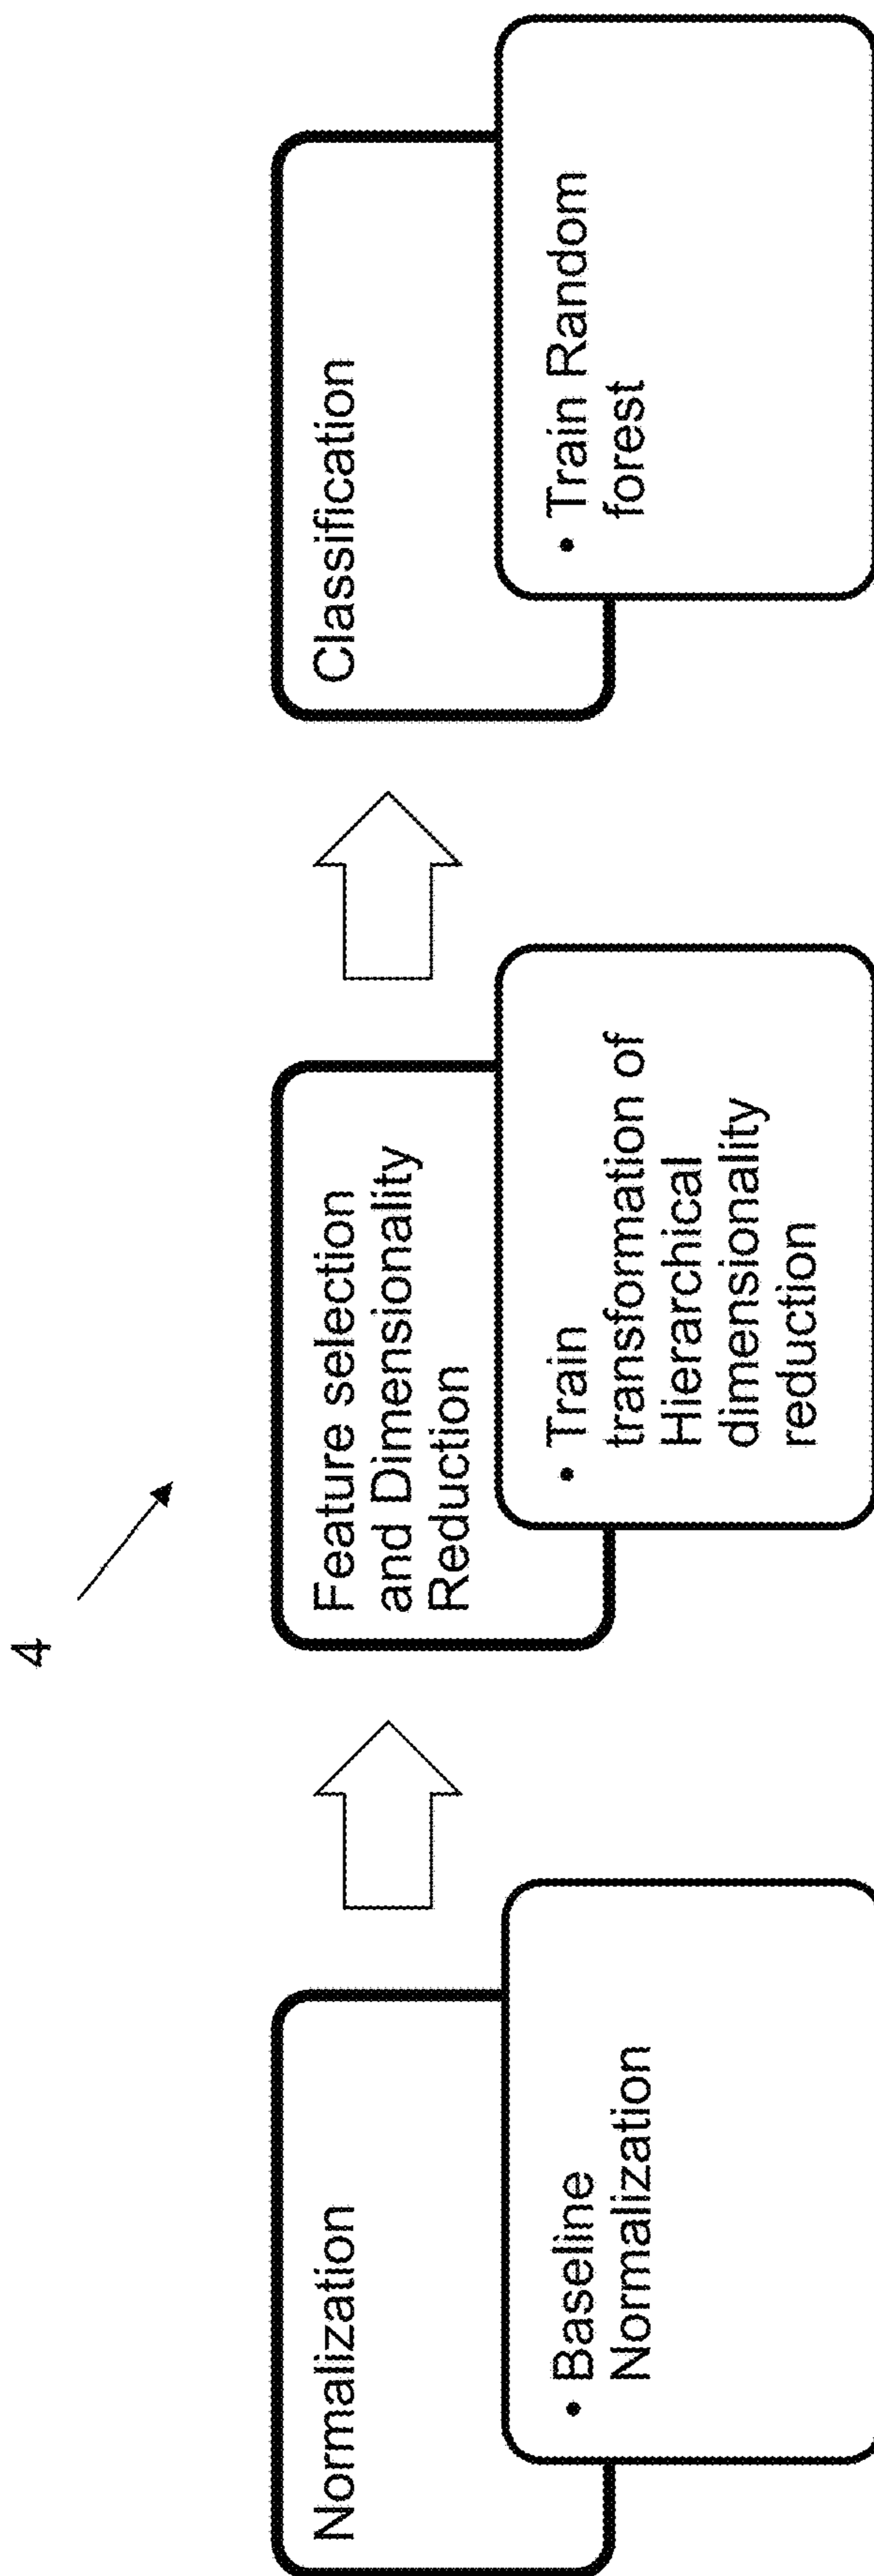 4
Normalization
• Baseline
Normalization
Feature selection
and Dimensionality
Reduction
• Train
transformation of
Hierarchical
dimensionality
reduction
Classification
• Train Random
forest